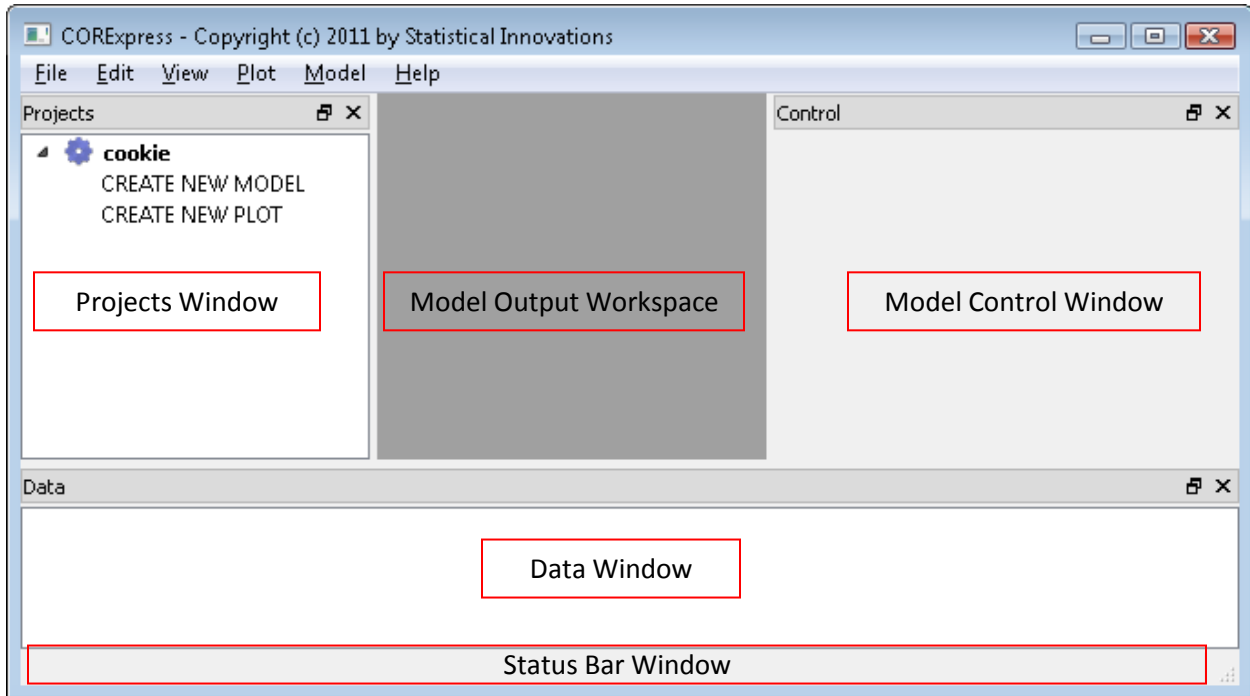 CORExpress - Copyright (c) 2011 by Statistical Innovations
File Edit View Plot Model Help
Projects
Control
cookie
CREATE NEW MODEL
CREATE NEW PLOT
Projects Window
Model Output Workspace
Model Control Window
Data
Data Window
Status Bar Window